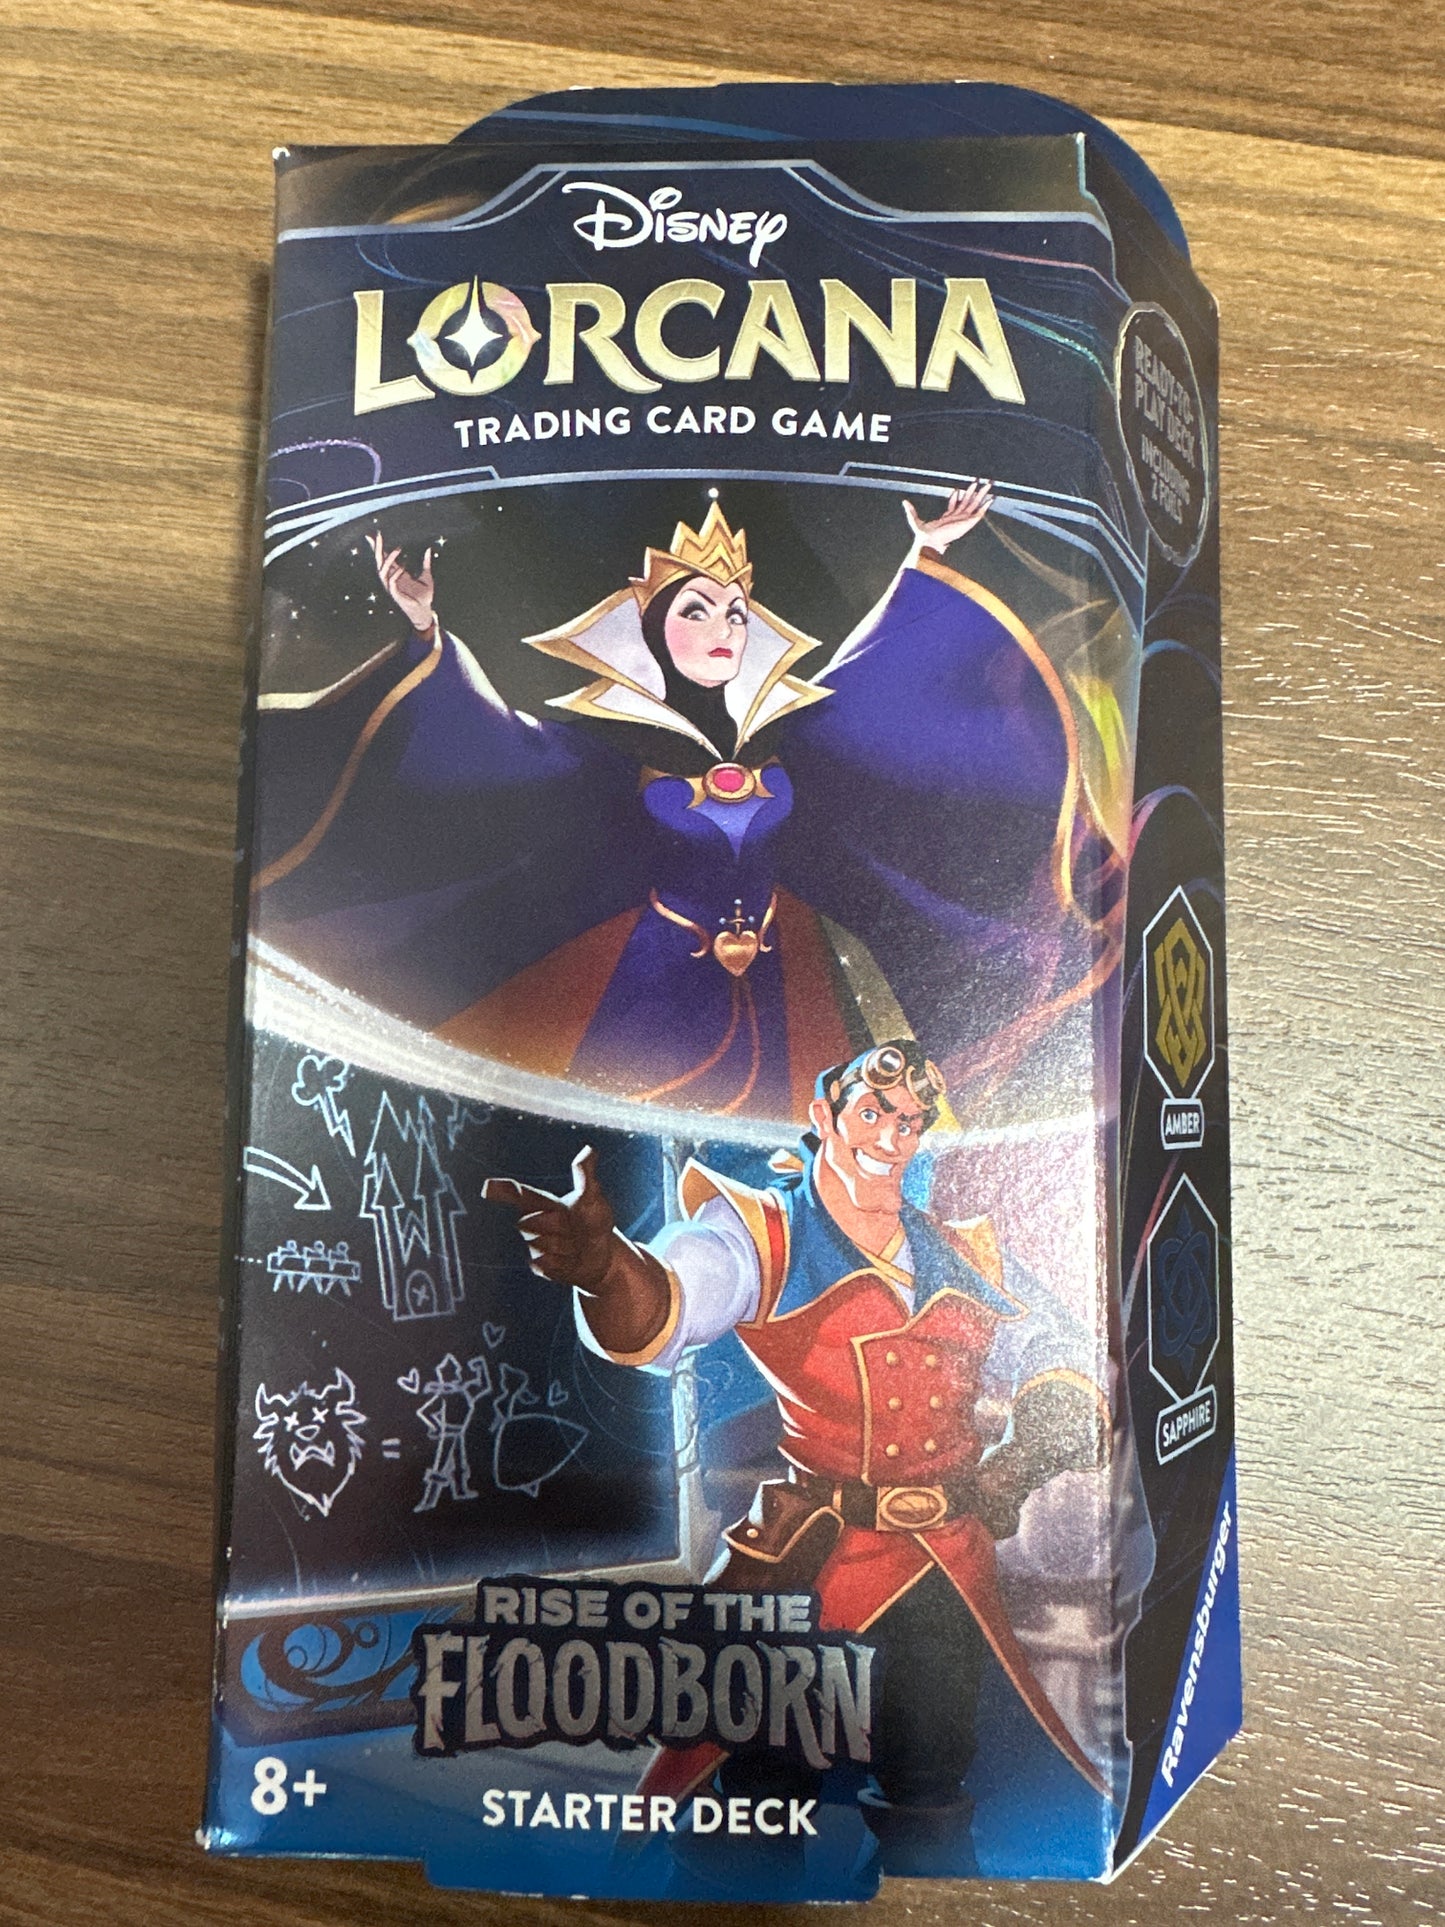 Disney
LORCANA
TRADING CARD GAME
READY-TO-
PLAY DECK
INCLUDING
2 FOILS
AMBER
SAPPHIRE
=
RISE OF THE
FLOODBORN
8+
STARTER DECK
Ravensburger